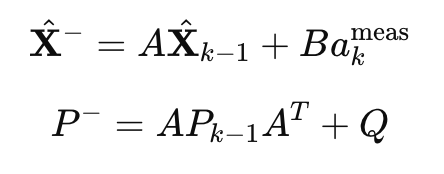 X̂⁻ = AX̂ₖ₋₁ + Baₖᵐᵉᵃˢ
P⁻ = APₖ₋₁Aᵀ + Q